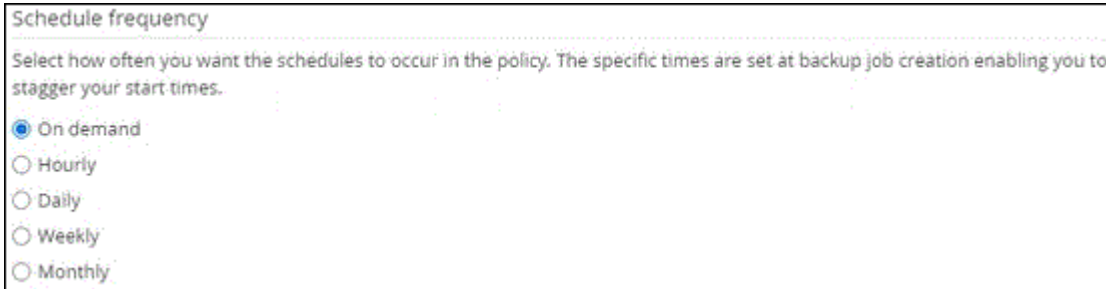 Schedule frequency
Select how often you want the schedules to occur in the policy. The specific times are set at backup job creation enabling you to
stagger your start times.
On demand
Hourly
Daily
Weekly
Monthly